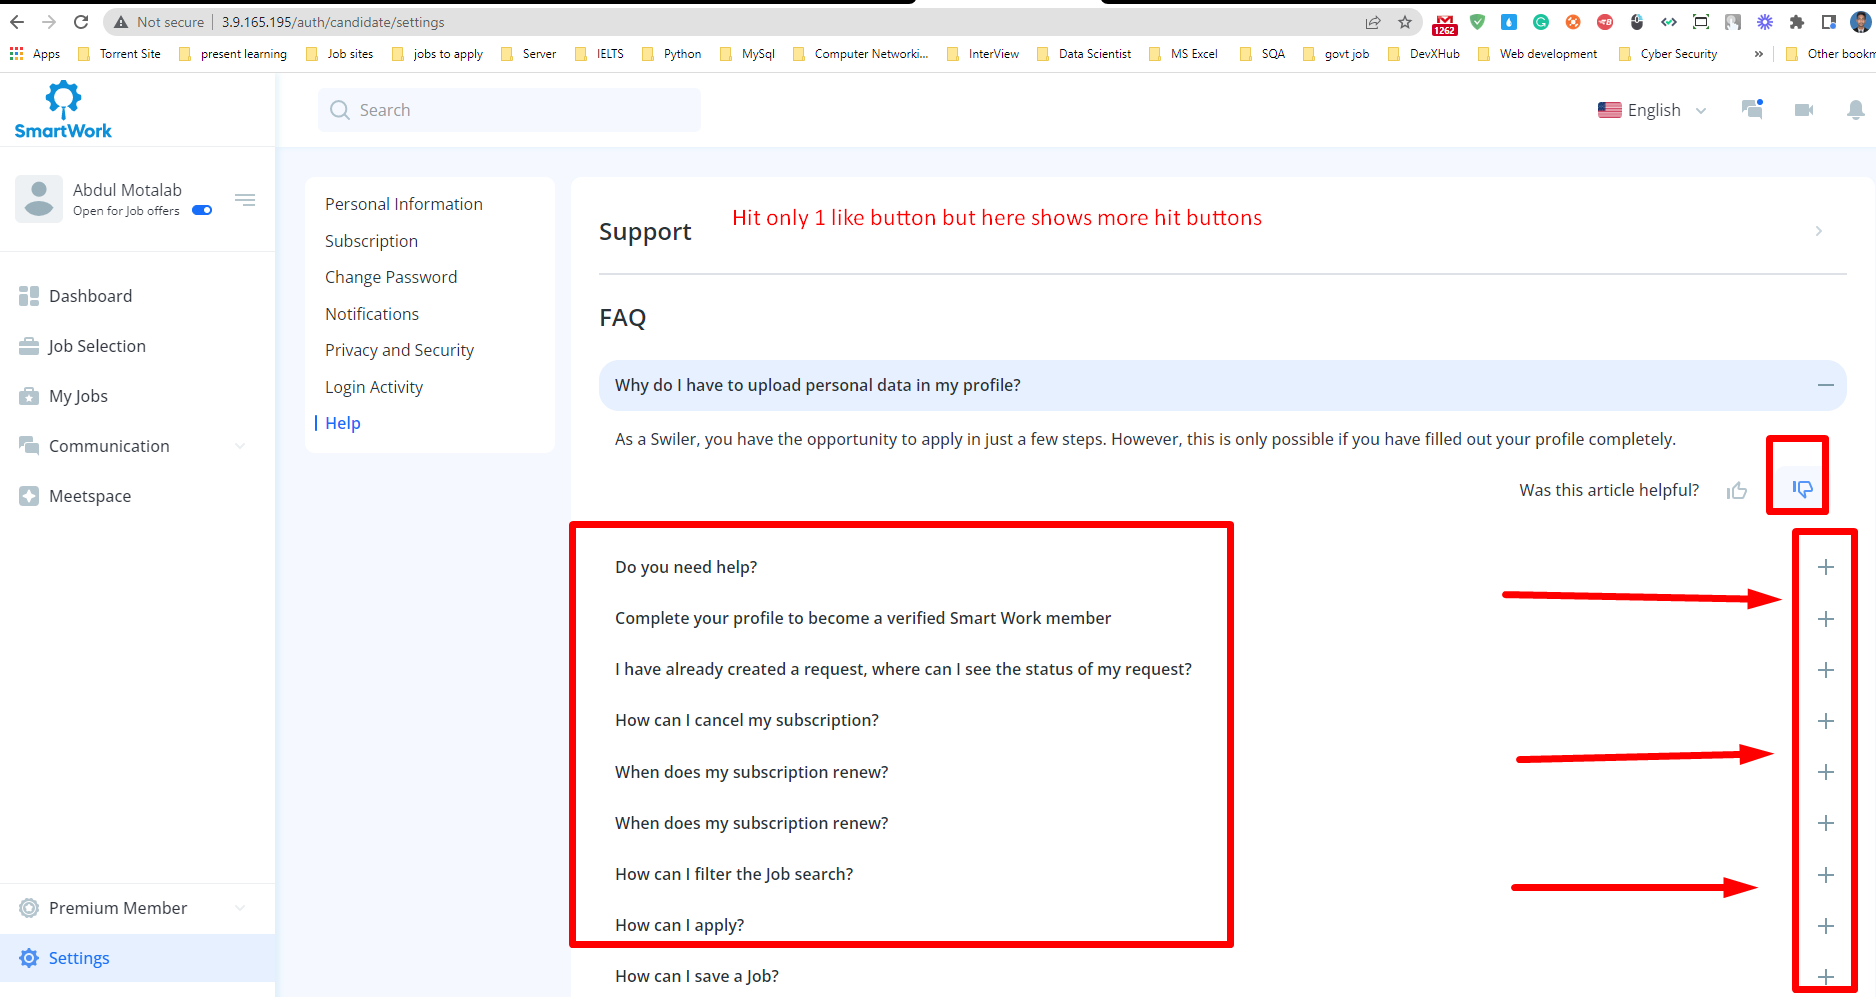 Not secure 3.9.165.195/auth/candidate/settings
1262
Apps Torrent Site present learning Job sites jobs to apply Server IELTS Python MySql Computer Networki... InterView Data Scientist MS Excel SQA govt job DevXHub Web development Cyber Security » Other bookm
SmartWork
Search
English
Abdul Motalab
Open for Job offers
Dashboard
Job Selection
My Jobs
Communication
Meetspace
Premium Member
Settings
Personal Information
Subscription
Change Password
Notifications
Privacy and Security
Login Activity
Help
Support
Hit only 1 like button but here shows more hit buttons
FAQ
Why do I have to upload personal data in my profile?
As a Swiler, you have the opportunity to apply in just a few steps. However, this is only possible if you have filled out your profile completely.
Was this article helpful?
Do you need help?
Complete your profile to become a verified Smart Work member
I have already created a request, where can I see the status of my request?
How can I cancel my subscription?
When does my subscription renew?
When does my subscription renew?
How can I filter the Job search?
How can I apply?
How can I save a Job?